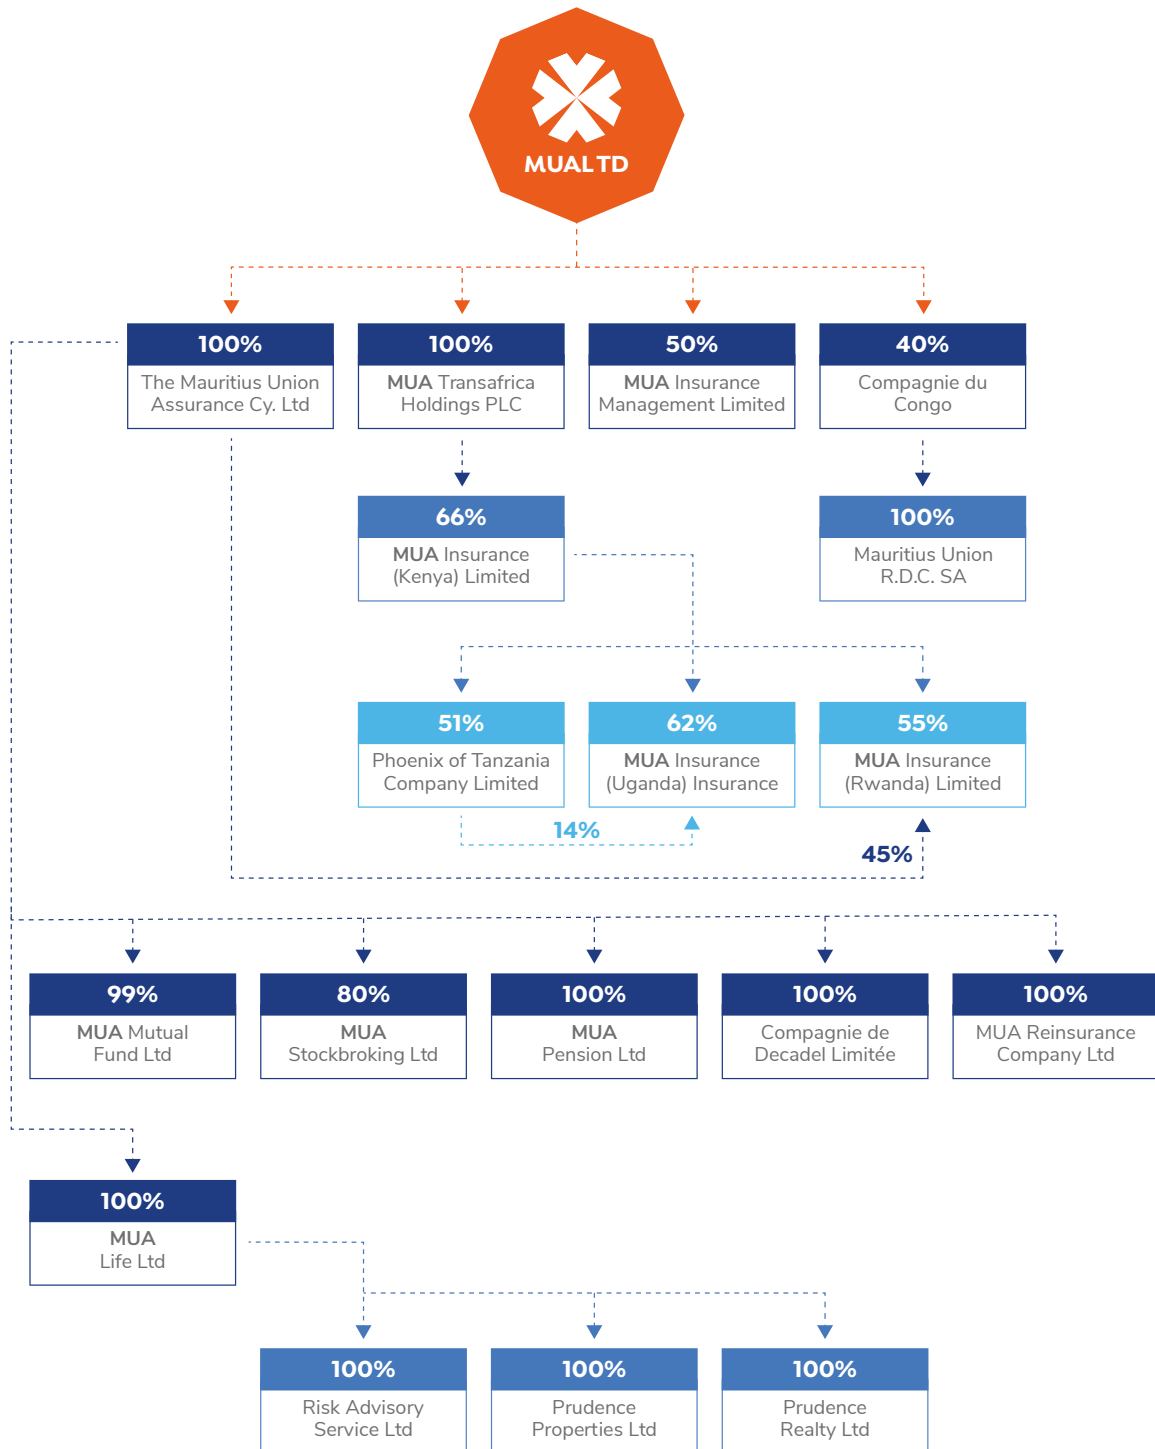 MUA LTD
100%
The Mauritius Union
Assurance Cy. Ltd
100%
MUA Transafrica
Holdings PLC
50%
MUA Insurance
Management Limited
40%
Compagnie du
Congo
66%
MUA Insurance
(Kenya) Limited
100%
Mauritius Union
R.D.C. SA
51%
Phoenix of Tanzania
Company Limited
62%
MUA Insurance
(Uganda) Insurance
55%
MUA Insurance
(Rwanda) Limited
14%
45%
99%
MUA Mutual
Fund Ltd
80%
MUA
Stockbroking Ltd
100%
MUA
Pension Ltd
100%
Compagnie de
Decadel Limitée
100%
MUA Reinsurance
Company Ltd
100%
MUA
Life Ltd
100%
Risk Advisory
Service Ltd
100%
Prudence
Properties Ltd
100%
Prudence
Realty Ltd